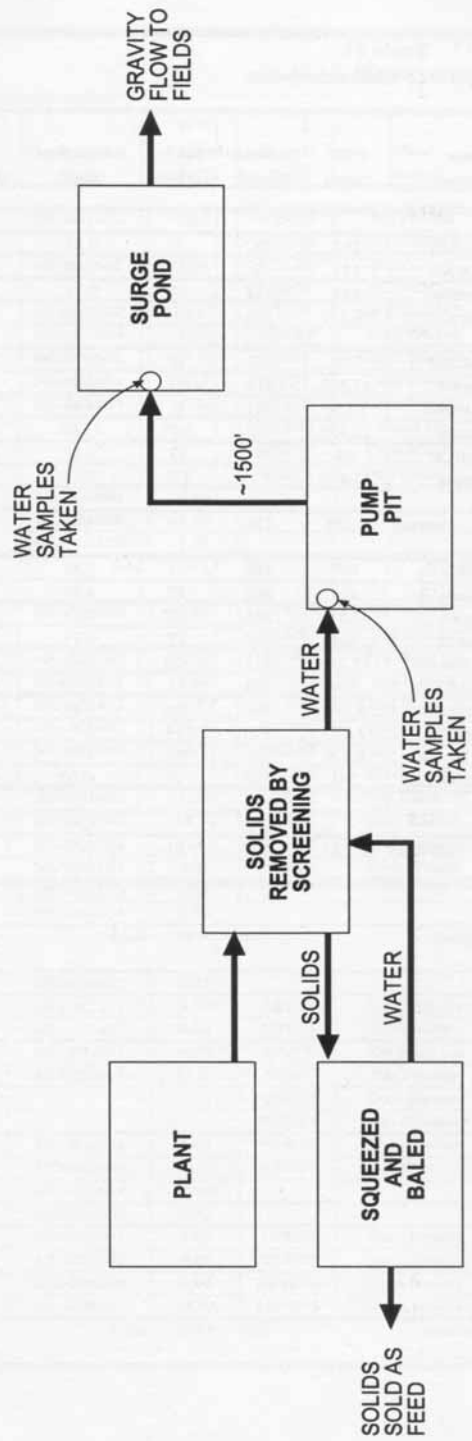 PLANT
SOLIDS
REMOVED BY
SCREENING
SOLIDS
WATER
SQUEEZED
AND
BALED
SOLIDS
SOLD AS
FEED
WATER
WATER
SAMPLES
TAKEN
PUMP
PIT
~1500'
WATER
SAMPLES
TAKEN
SURGE
POND
GRAVITY
FLOW TO
FIELDS